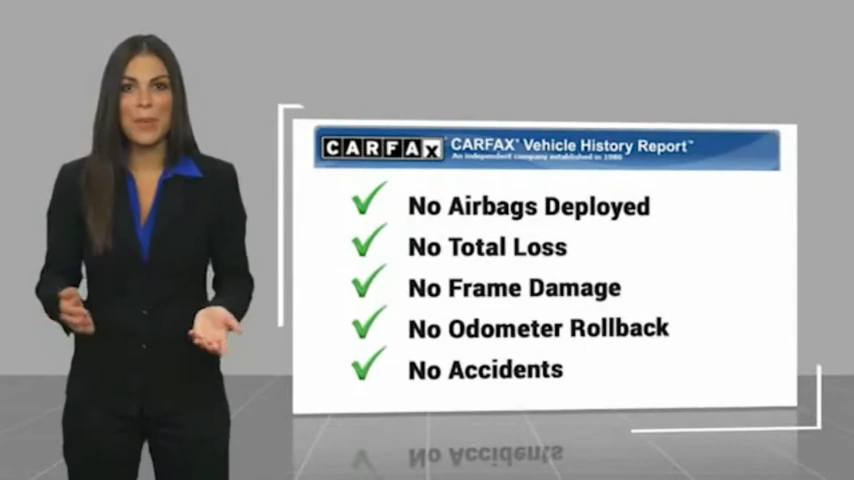 CARFAX CARFAX® Vehicle History Report™
An independent company established in 1986
No Airbags Deployed
No Total Loss
No Frame Damage
No Odometer Rollback
No Accidents
No Accidents